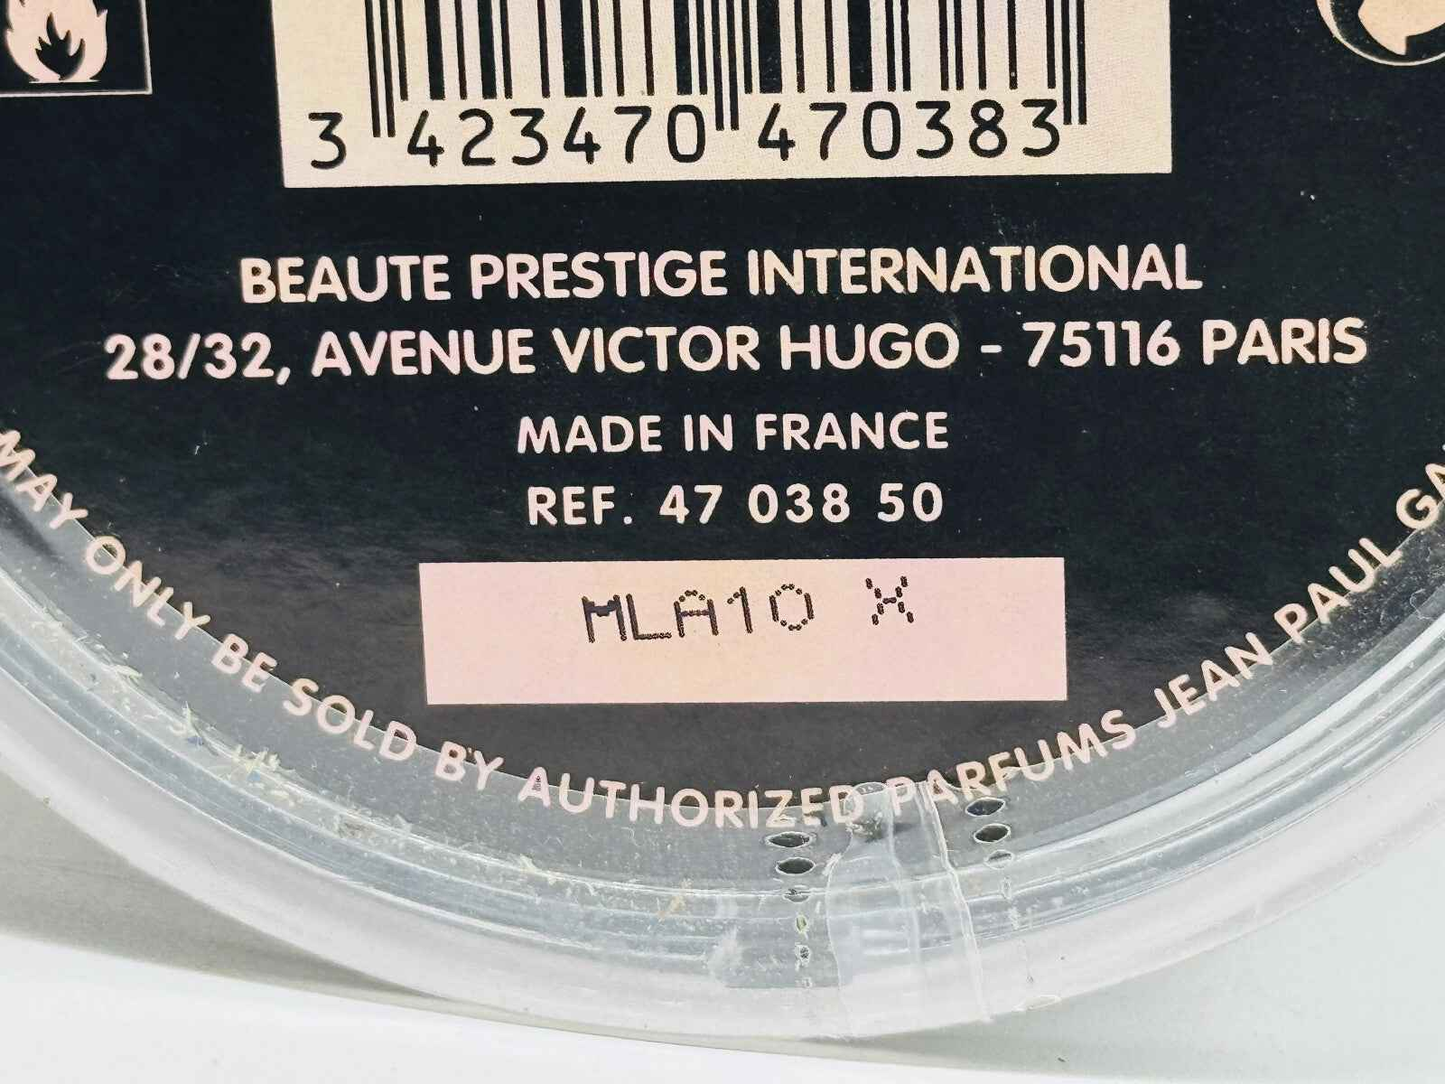 3 423470 470383
BEAUTE PRESTIGE INTERNATIONAL
28/32, AVENUE VICTOR HUGO - 75116 PARIS
MADE IN FRANCE
REF. 47 038 50
MLA10 X
MAY ONLY BE SOLD BY AUTHORIZED PARFUMS JEAN PAUL GA